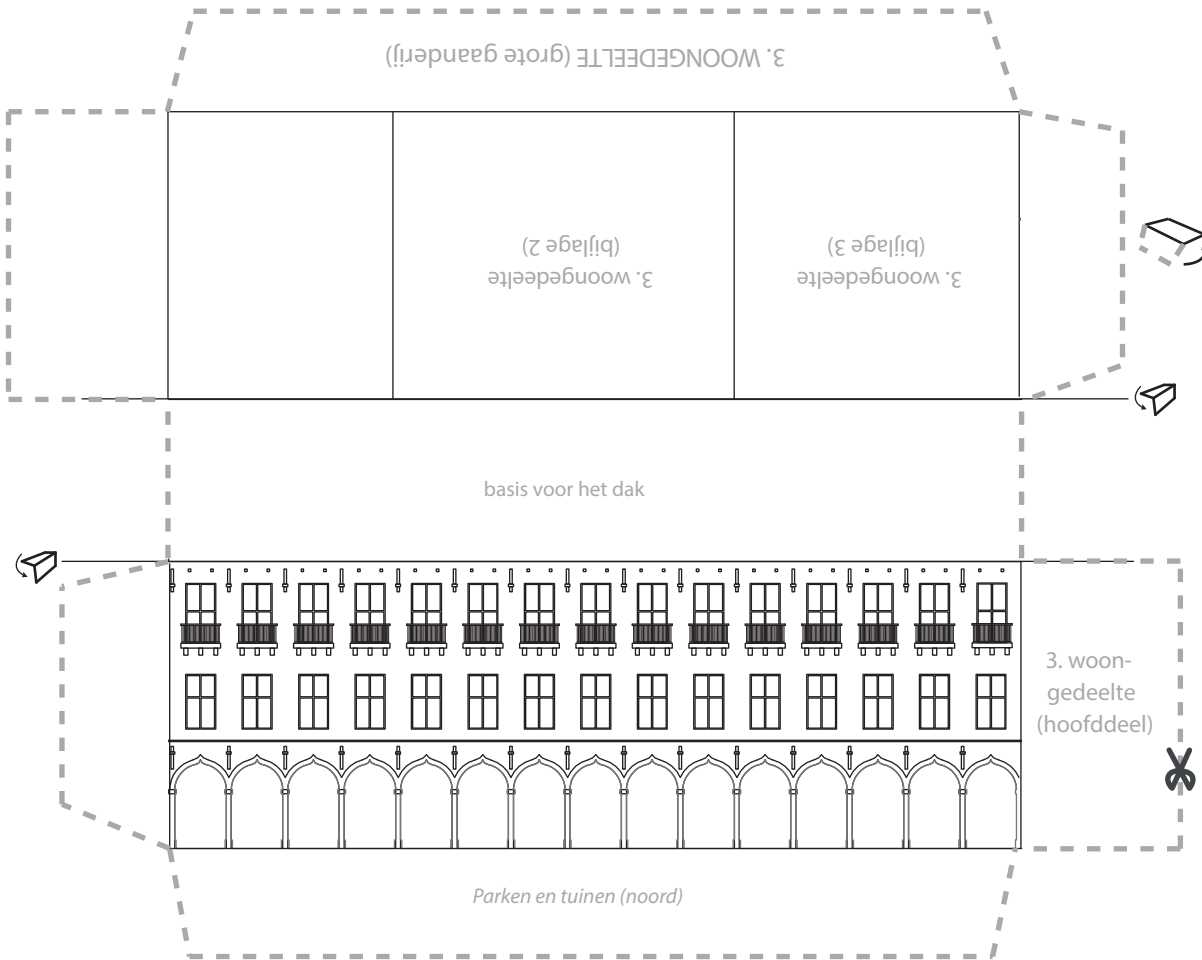 3. WOONGEDEELTE (grote gaanderij)
3. woongedeelte
(bijlage 2)
3. woongedeelte
(bijlage 3)
basis voor het dak
3. woon-
gedeelte
(hoofddeel)
Parken en tuinen (noord)